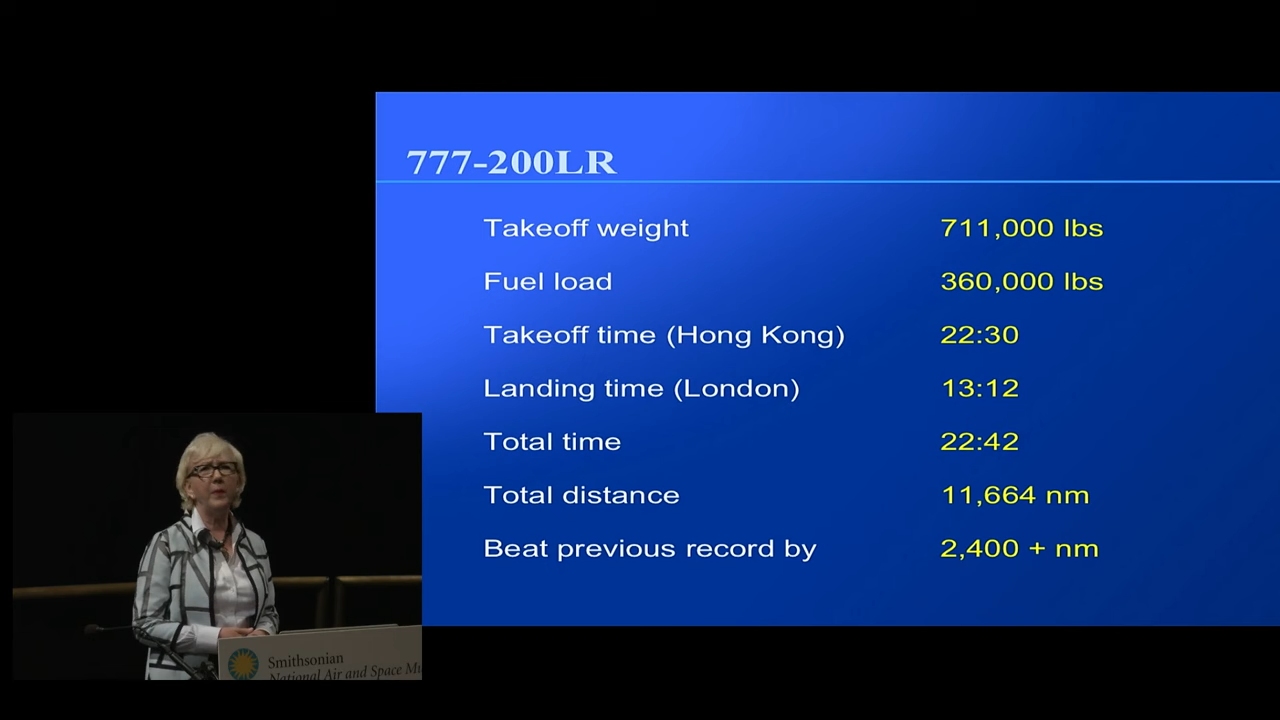 777-200LR
Takeoff weight 711,000 lbs
Fuel load 360,000 lbs
Takeoff time (Hong Kong) 22:30
Landing time (London) 13:12
Total time 22:42
Total distance 11,664 nm
Beat previous record by 2,400 + nm
Smithsonian
National Air and Space